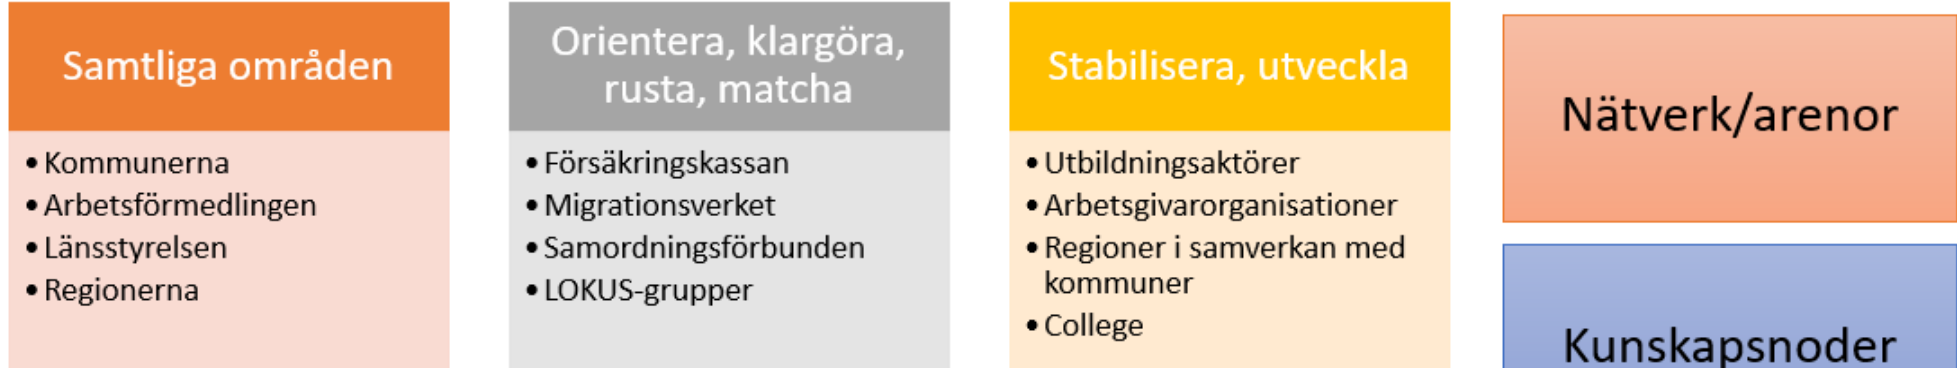 Samtliga områden
• Kommunerna
• Arbetsförmedlingen
• Länsstyrelsen
• Regionerna
Orientera, klargöra,
rusta, matcha
• Försäkringskassan
• Migrationsverket
• Samordningsförbunden
• LOKUS-grupper
Stabilisera, utveckla
• Utbildningsaktörer
• Arbetsgivarorganisationer
• Regioner i samverkan med
kommuner
• College
Nätverk/arenor
Kunskapsnoder